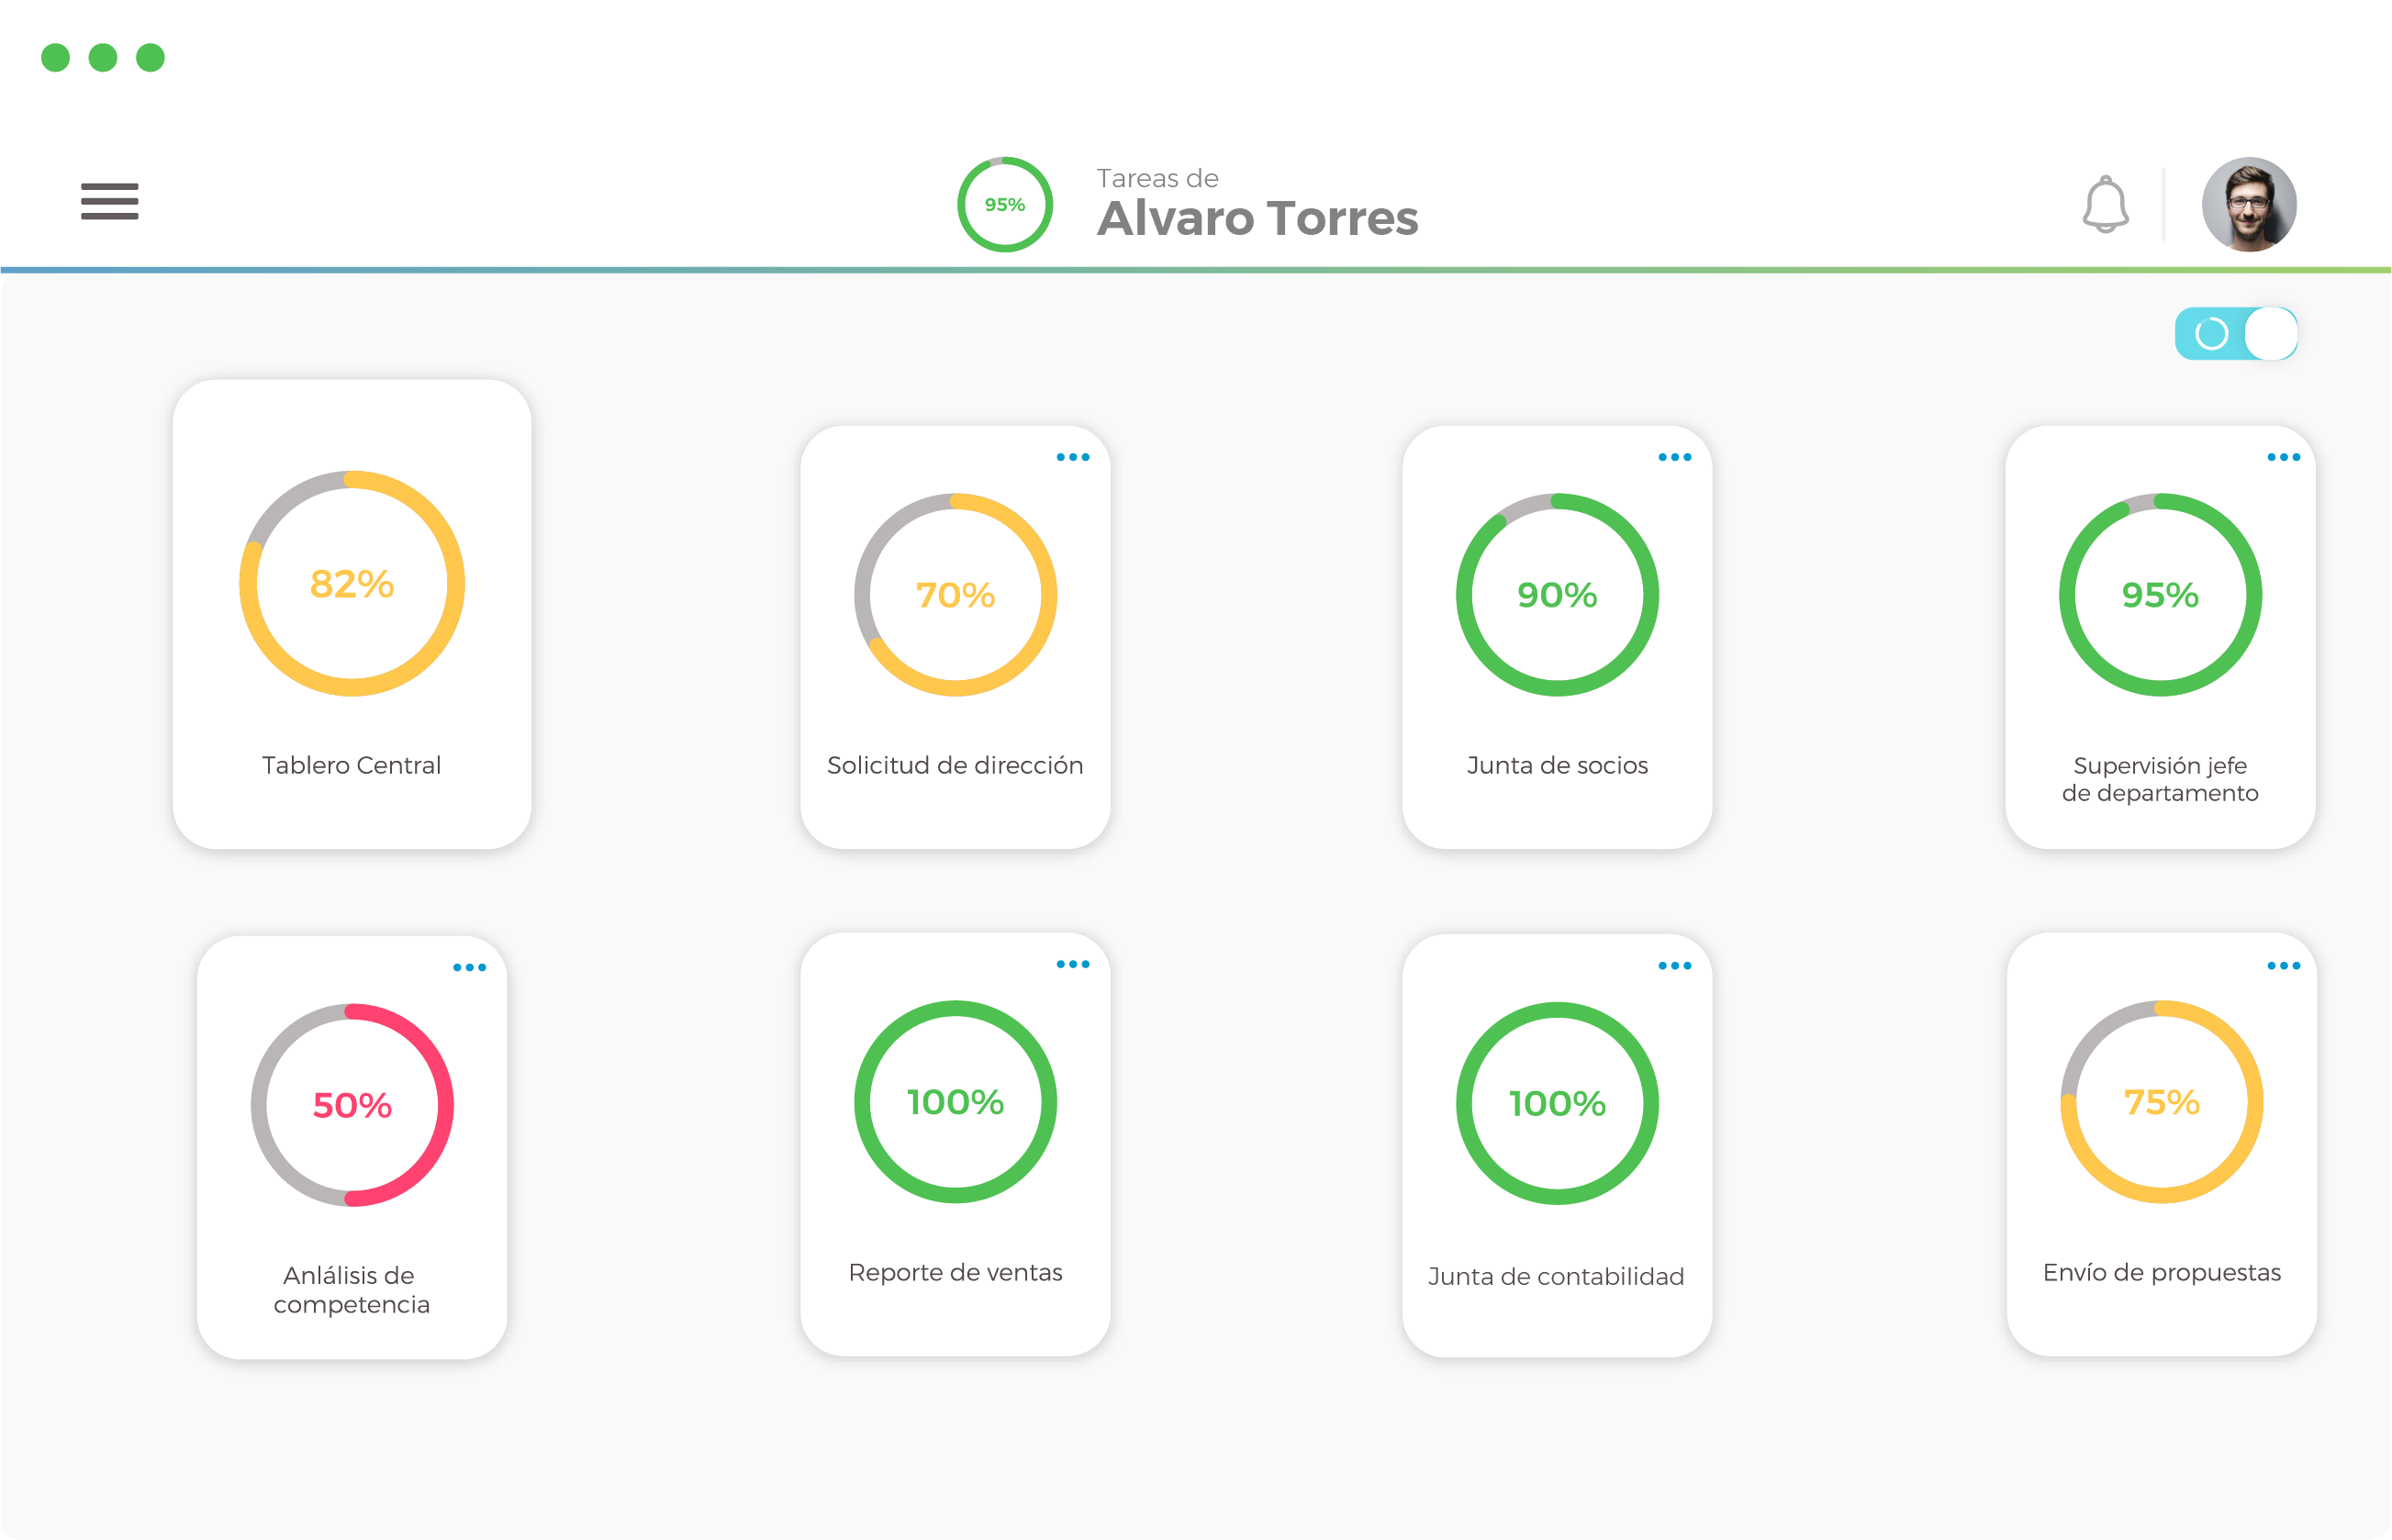 95%
Tareas de
Alvaro Torres
82%
Tablero Central
70%
Solicitud de dirección
90%
Junta de socios
95%
Supervisión jefe
de departamento
50%
Anlálisis de
competencia
100%
Reporte de ventas
100%
Junta de contabilidad
75%
Envío de propuestas